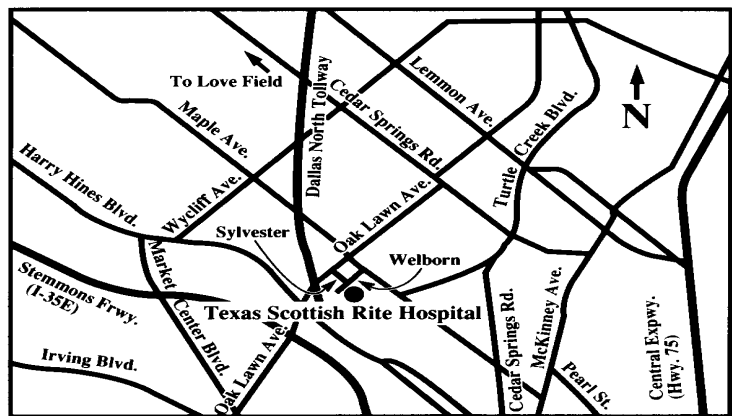 To Love Field
Dallas North Tollway
Cedar Springs Rd.
Lemmon Ave.
N
Maple Ave.
Turtle Creek Blvd.
Harry Hines Blvd.
Wycliff Ave.
Oak Lawn Ave.
Sylvester
Welborn
Market Center Blvd.
Stemmons Frwy.
(I-35E)
Texas Scottish Rite Hospital
Irving Blvd.
Oak Lawn Ave.
Cedar Springs Rd.
McKinney Ave.
Pearl St.
Central Expwy.
(Hwy. 75)